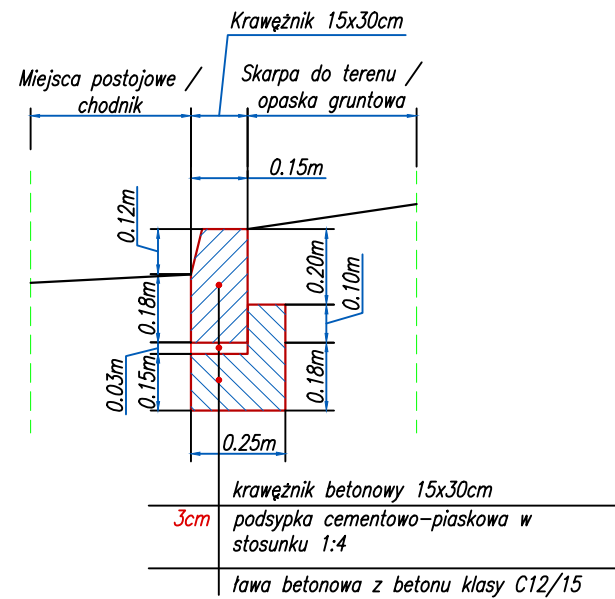 Krawężnik 15x30cm
Miejsca postojowe /
chodnik
Skarpa do terenu /
opaska gruntowa
0.15m
0.12m
0.18m
0.03m
0.15m
0.20m
0.10m
0.18m
0.25m
krawężnik betonowy 15x30cm
3cm podsypka cementowo-piaskowa w
stosunku 1:4
ława betonowa z betonu klasy C12/15